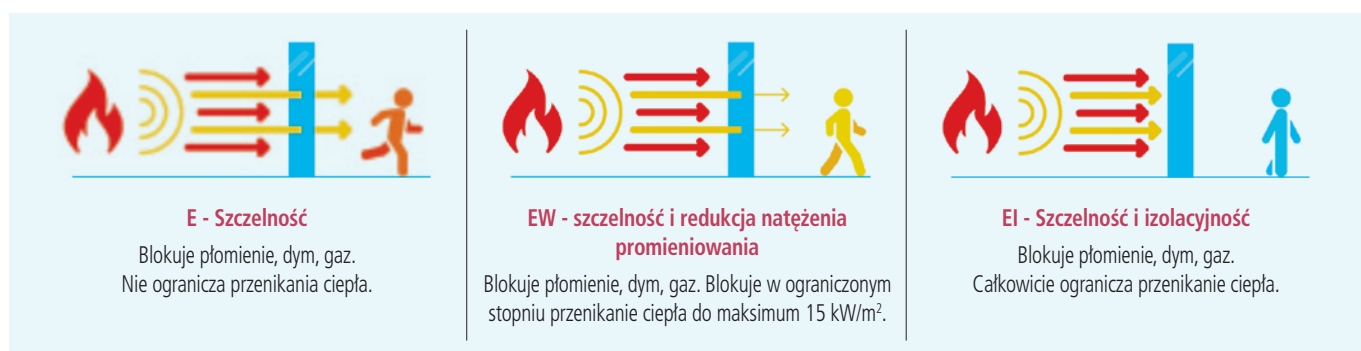 E - Szczelność
Blokuje płomienie, dym, gaz.
Nie ogranicza przenikania ciepła.
EW - szczelność i redukcja natężenia
promieniowania
Blokuje płomienie, dym, gaz. Blokuje w ograniczonym
stopniu przenikanie ciepła do maksimum 15 kW/m².
EI - Szczelność i izolacyjność
Blokuje płomienie, dym, gaz.
Całkowicie ogranicza przenikanie ciepła.